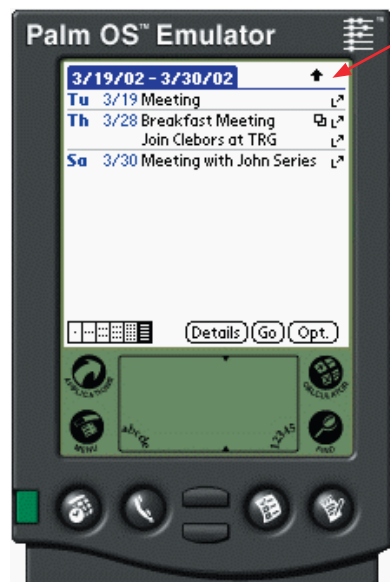 Palm OS™ Emulator
3/19/02 - 3/30/02
Tu 3/19 Meeting
Th 3/28 Breakfast Meeting
Join Clebors at TRG
Sa 3/30 Meeting with John Series
Details Go Opt.
APPLICATIONS
CALCULATOR
MENU
abcde
12345
FIND